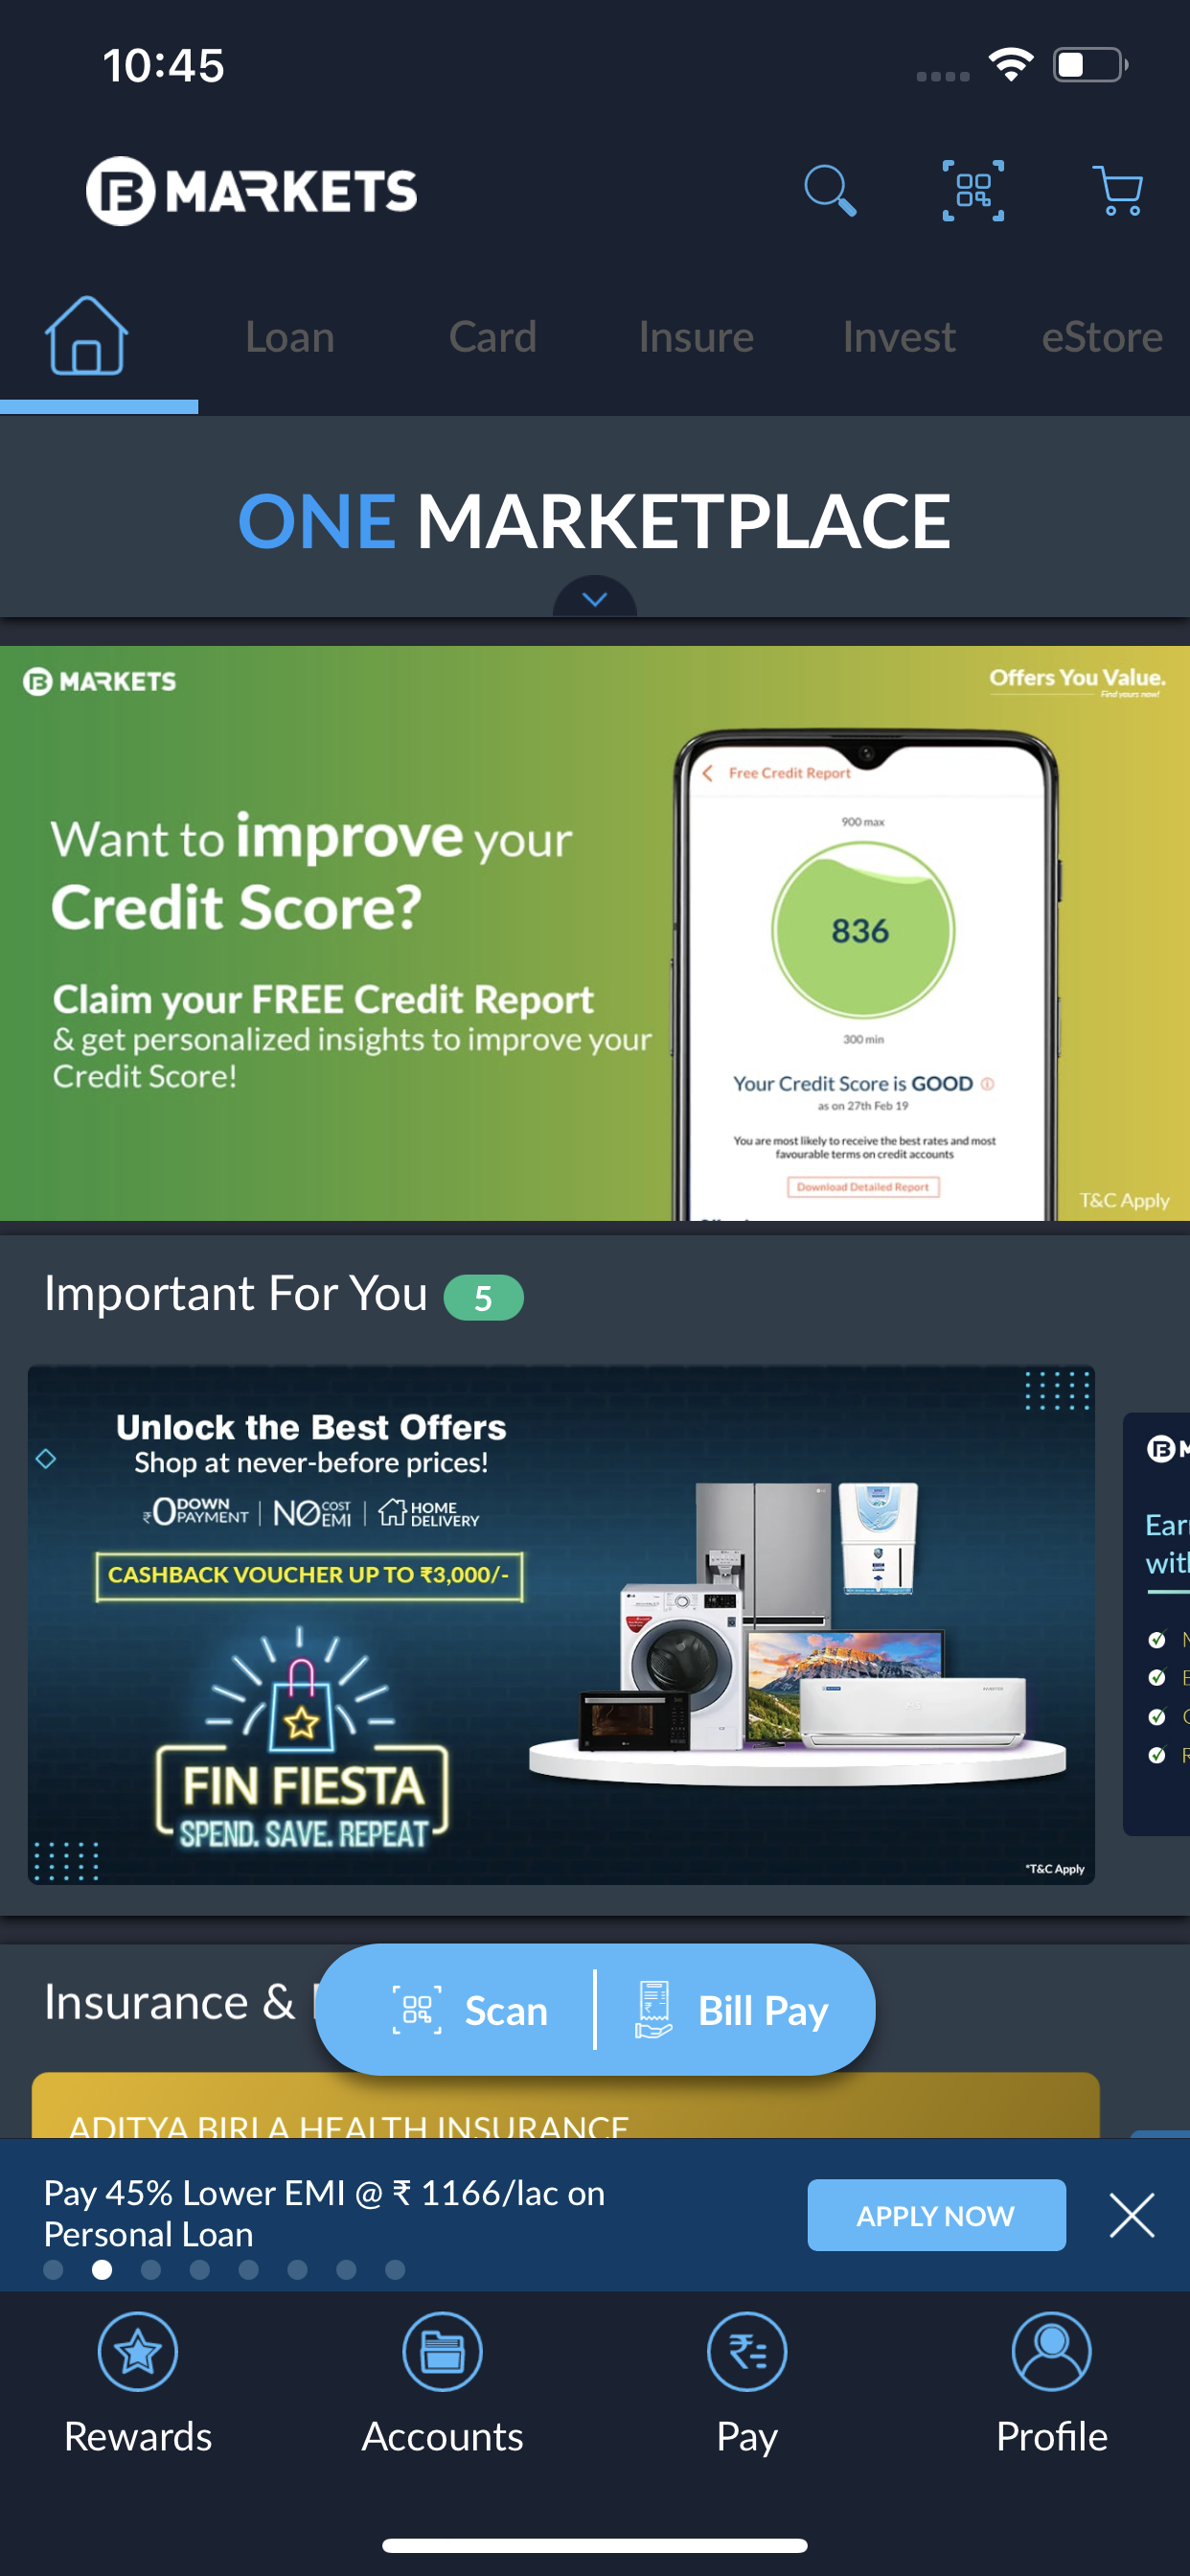 10:45
B MARKETS
Loan Card Insure Invest eStore
ONE MARKETPLACE
B MARKETS
Offers You Value.
Find yours now!
Want to improve your
Credit Score?
Claim your FREE Credit Report
& get personalized insights to improve your
Credit Score!
Free Credit Report
900 max
836
300 min
Your Credit Score is GOOD
as on 27th Feb 19
You are most likely to receive the best rates and most
favourable terms on credit accounts
Download Detailed Report
T&C Apply
Important For You 5
Unlock the Best Offers
Shop at never-before prices!
₹0 DOWN PAYMENT | NO COST EMI | HOME DELIVERY
CASHBACK VOUCHER UP TO ₹3,000/-
FIN FIESTA
SPEND. SAVE. REPEAT
*T&C Apply
Insurance &
Scan
Bill Pay
ADITYA BIRLA HEALTH INSURANCE
Pay 45% Lower EMI @ ₹ 1166/lac on
Personal Loan
APPLY NOW
Rewards Accounts Pay Profile